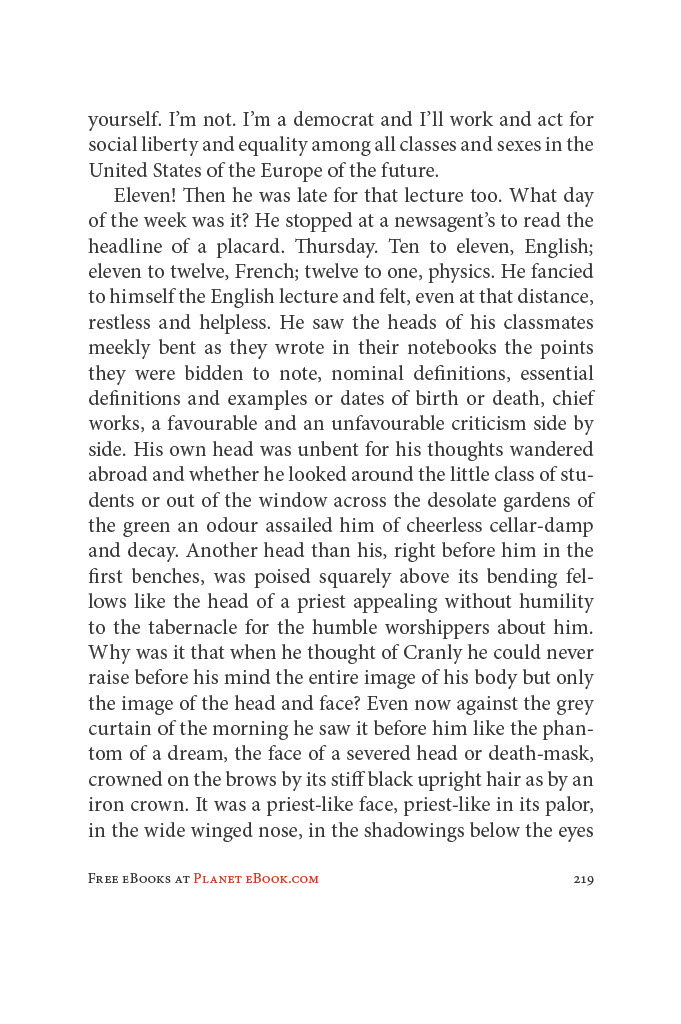 yourself. I’m not. I’m a democrat and I’ll work and act for
social liberty and equality among all classes and sexes in the
United States of the Europe of the future.
Eleven! Then he was late for that lecture too. What day
of the week was it? He stopped at a newsagent’s to read the
headline of a placard. Thursday. Ten to eleven, English;
eleven to twelve, French; twelve to one, physics. He fancied
to himself the English lecture and felt, even at that distance,
restless and helpless. He saw the heads of his classmates
meekly bent as they wrote in their notebooks the points
they were bidden to note, nominal definitions, essential
definitions and examples or dates of birth or death, chief
works, a favourable and an unfavourable criticism side by
side. His own head was unbent for his thoughts wandered
abroad and whether he looked around the little class of stu-
dents or out of the window across the desolate gardens of
the green an odour assailed him of cheerless cellar-damp
and decay. Another head than his, right before him in the
first benches, was poised squarely above its bending fel-
lows like the head of a priest appealing without humility
to the tabernacle for the humble worshippers about him.
Why was it that when he thought of Cranly he could never
raise before his mind the entire image of his body but only
the image of the head and face? Even now against the grey
curtain of the morning he saw it before him like the phan-
tom of a dream, the face of a severed head or death-mask,
crowned on the brows by its stiff black upright hair as by an
iron crown. It was a priest-like face, priest-like in its palor,
in the wide winged nose, in the shadowings below the eyes
Free eBooks at Planet eBook.com
219